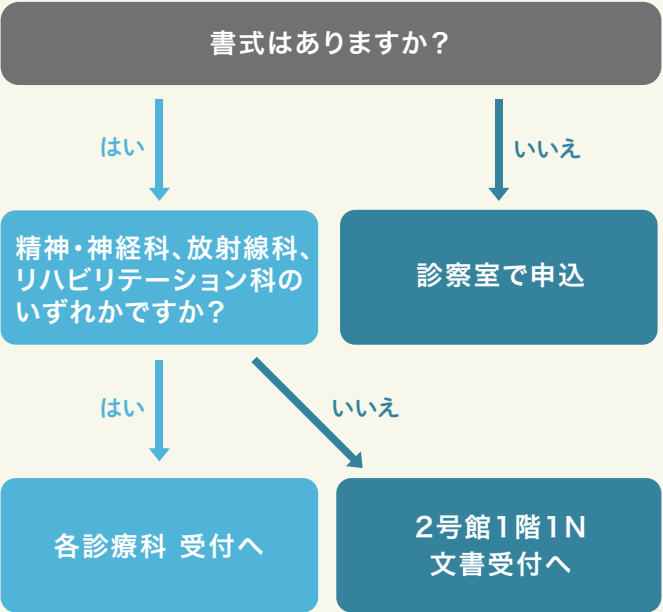 書式はありますか？
はい
いいえ
精神・神経科、放射線科、
リハビリテーション科の
いずれかですか？
診察室で申込
はい
いいえ
各診療科 受付へ
2号館1階1N
文書受付へ